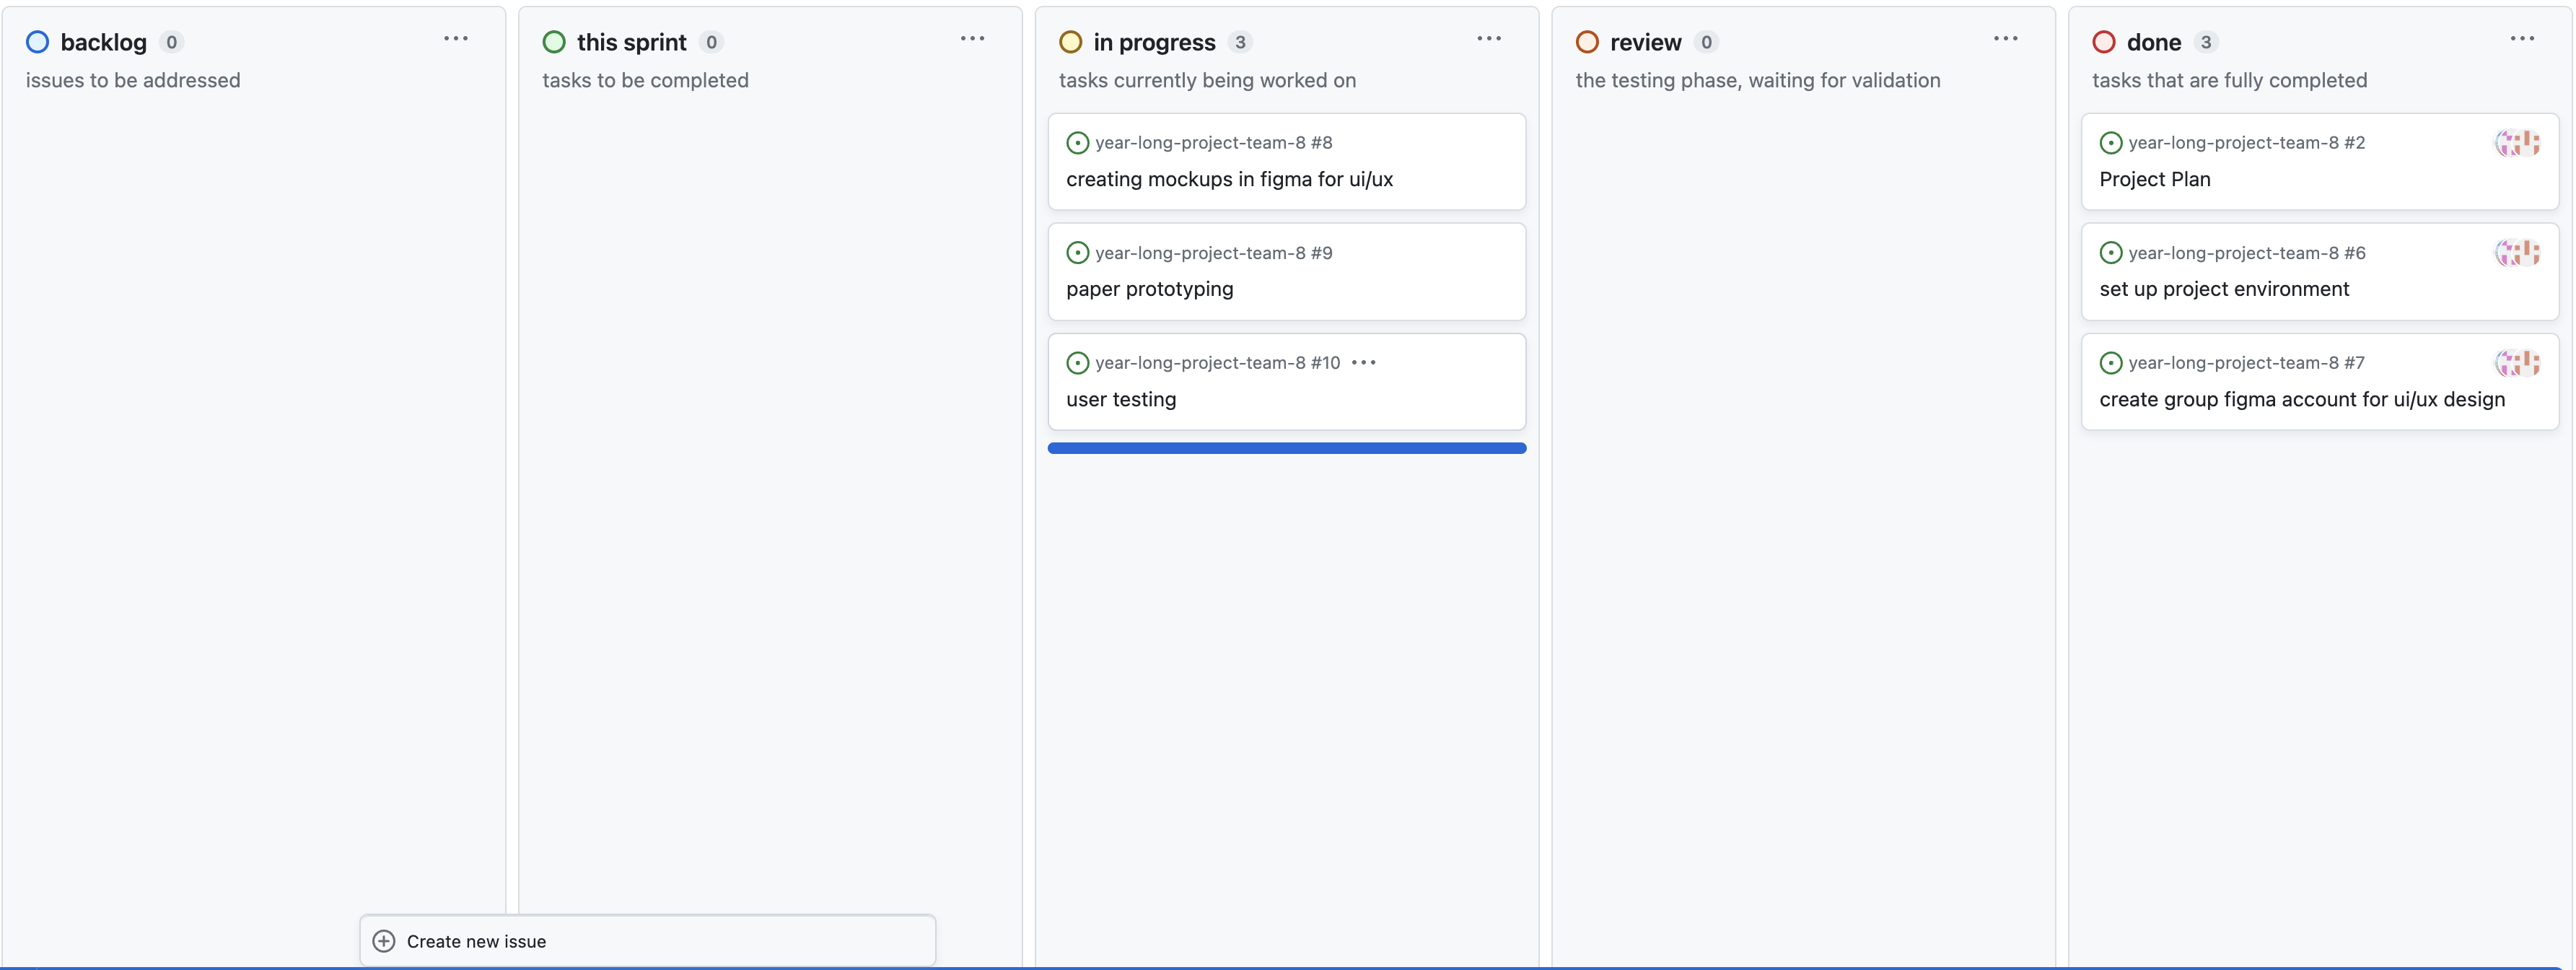 backlog 0
issues to be addressed
this sprint 0
tasks to be completed
in progress 3
tasks currently being worked on
year-long-project-team-8 #8
creating mockups in figma for ui/ux
year-long-project-team-8 #9
paper prototyping
year-long-project-team-8 #10
user testing
review 0
the testing phase, waiting for validation
done 3
tasks that are fully completed
year-long-project-team-8 #2
Project Plan
year-long-project-team-8 #6
set up project environment
year-long-project-team-8 #7
create group figma account for ui/ux design
Create new issue